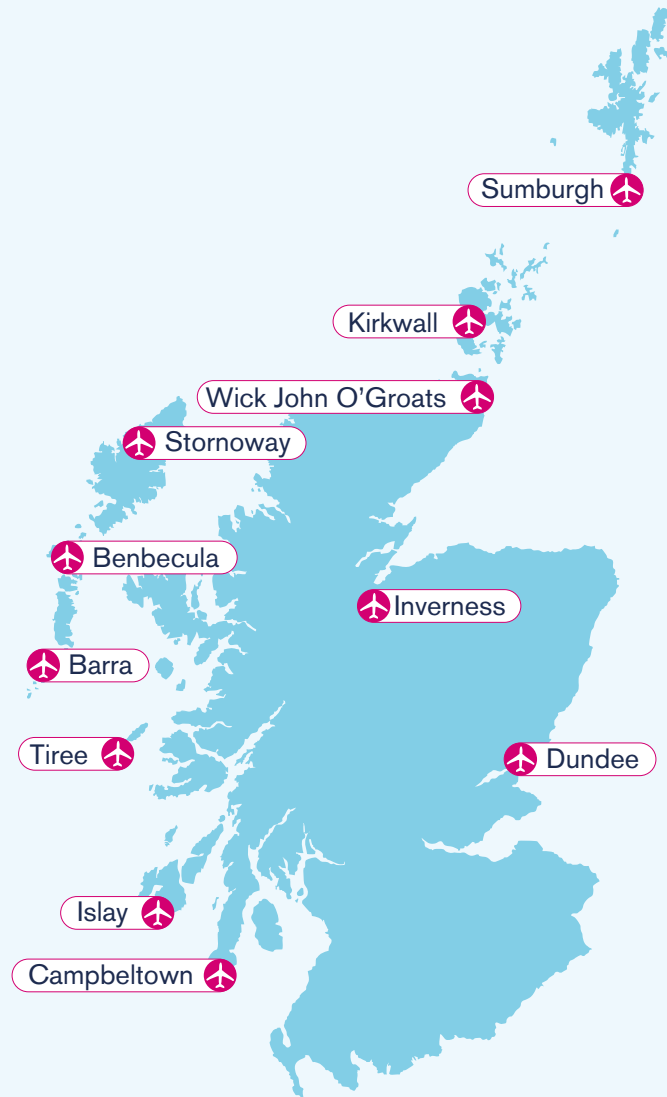 Sumburgh
Kirkwall
Wick John O’Groats
Stornoway
Benbecula
Inverness
Barra
Tiree
Dundee
Islay
Campbeltown